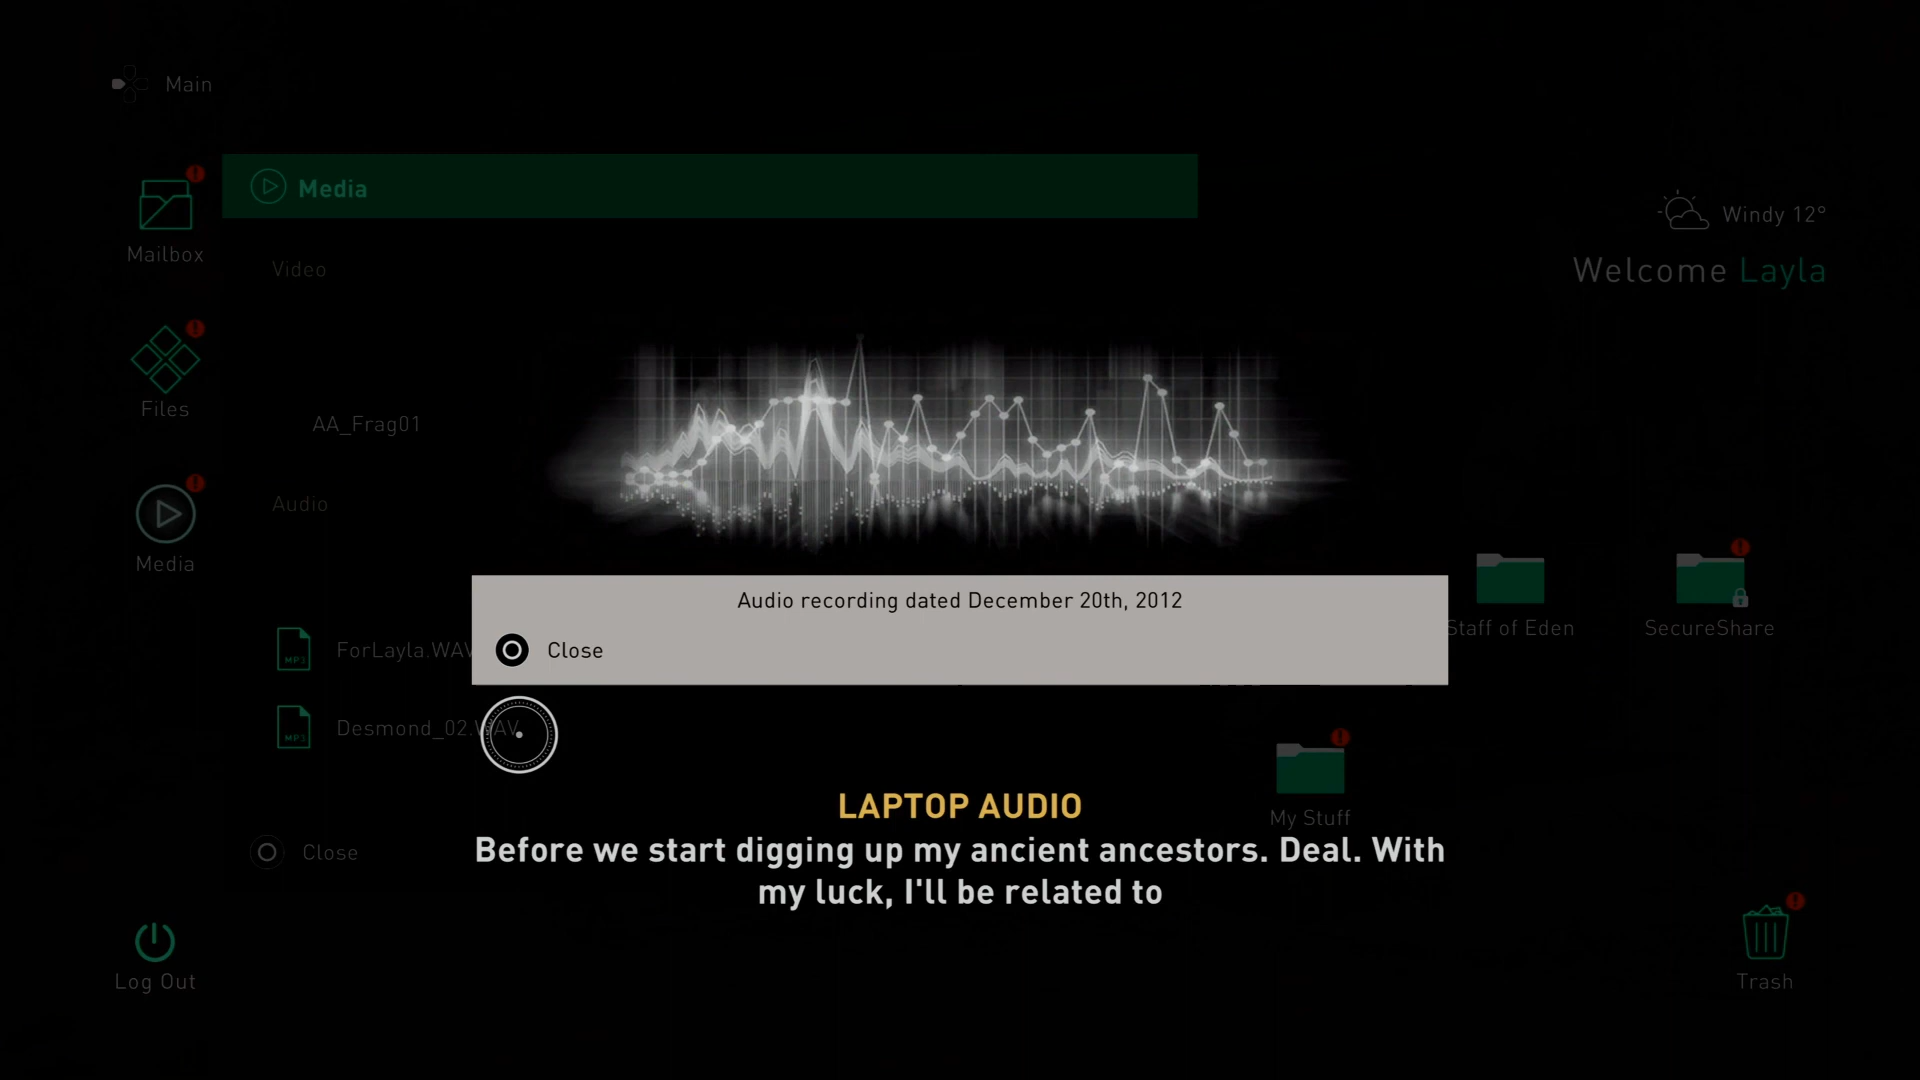 Main
Media
Mailbox
Video
Windy 12°
Welcome Layla
Files
AA_Frag01
Audio
Media
Audio recording dated December 20th, 2012
Close
Staff of Eden
SecureShare
MP3
ForLayla.WAV
MP3
Desmond_02.WAV
My Stuff
LAPTOP AUDIO
Before we start digging up my ancient ancestors. Deal. With
my luck, I'll be related to
Close
Log Out
Trash